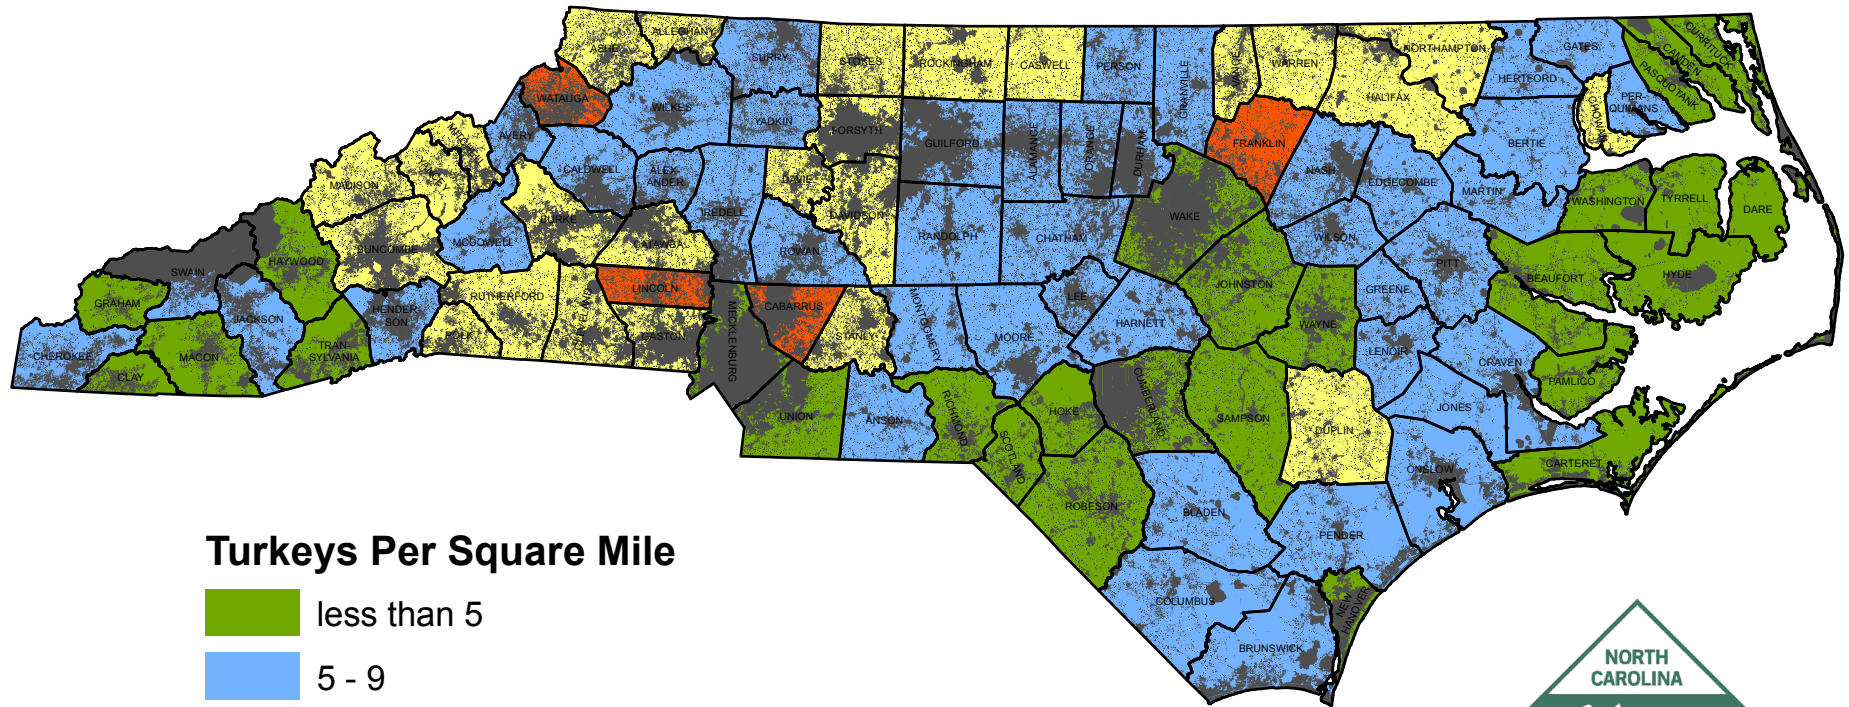 ALLEGHANY
ASHE
SURRY
STOKES
ROCKINGHAM
CASWELL
PERSON
GRANVILLE
VANCE
WARREN
NORTHAMPTON
HALIFAX
HERTFORD
GATES
CURRITUCK
CAMDEN
PASQUOTANK
PER-
QUIMANS
CHOWAN
WATAUGA
WILKES
YADKIN
FORSYTH
GUILFORD
ALAMANCE
ORANGE
DURHAM
FRANKLIN
NASH
EDGECOMBE
MARTIN
BERTIE
WASHINGTON
TYRRELL
DARE
MITCHELL
AVERY
YANCEY
MADISON
CALDWELL
ALEX-
ANDER
IREDELL
DAVIE
DAVIDSON
RANDOLPH
CHATHAM
WAKE
WILSON
PITT
BEAUFORT
HYDE
BUNCOMBE
MCDOWELL
BURKE
CATAWBA
ROWAN
SWAIN
HAYWOOD
GRAHAM
JACKSON
HENDER-
SON
RUTHERFORD
CLEVELAND
LINCOLN
CABARRUS
MECKLENBURG
GASTON
POLK
STANLY
MONTGOMERY
MOORE
LEE
HARNETT
JOHNSTON
WAYNE
GREENE
LENOIR
CRAVEN
PAMLICO
CHEROKEE
CLAY
MACON
TRAN-
SYLVANIA
UNION
ANSON
RICHMOND
SCOTLAND
HOKE
CUMBERLAND
SAMPSON
DUPLIN
JONES
ONSLOW
CARTERET
ROBESON
BLADEN
PENDER
COLUMBUS
NEW
HANOVER
BRUNSWICK
Turkeys Per Square Mile
less than 5
5 - 9
NORTH
CAROLINA